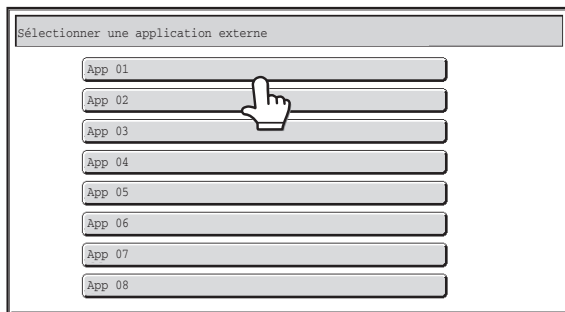 Sélectionner une application externe
App 01
App 02
App 03
App 04
App 05
App 06
App 07
App 08